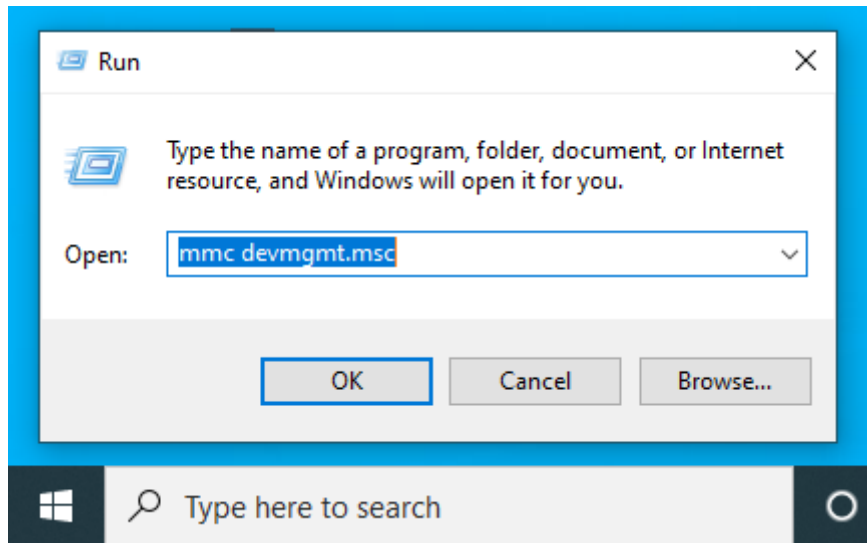 Run
Type the name of a program, folder, document, or Internet
resource, and Windows will open it for you.
Open: mmc devmgmt.msc
OK Cancel Browse...
Type here to search